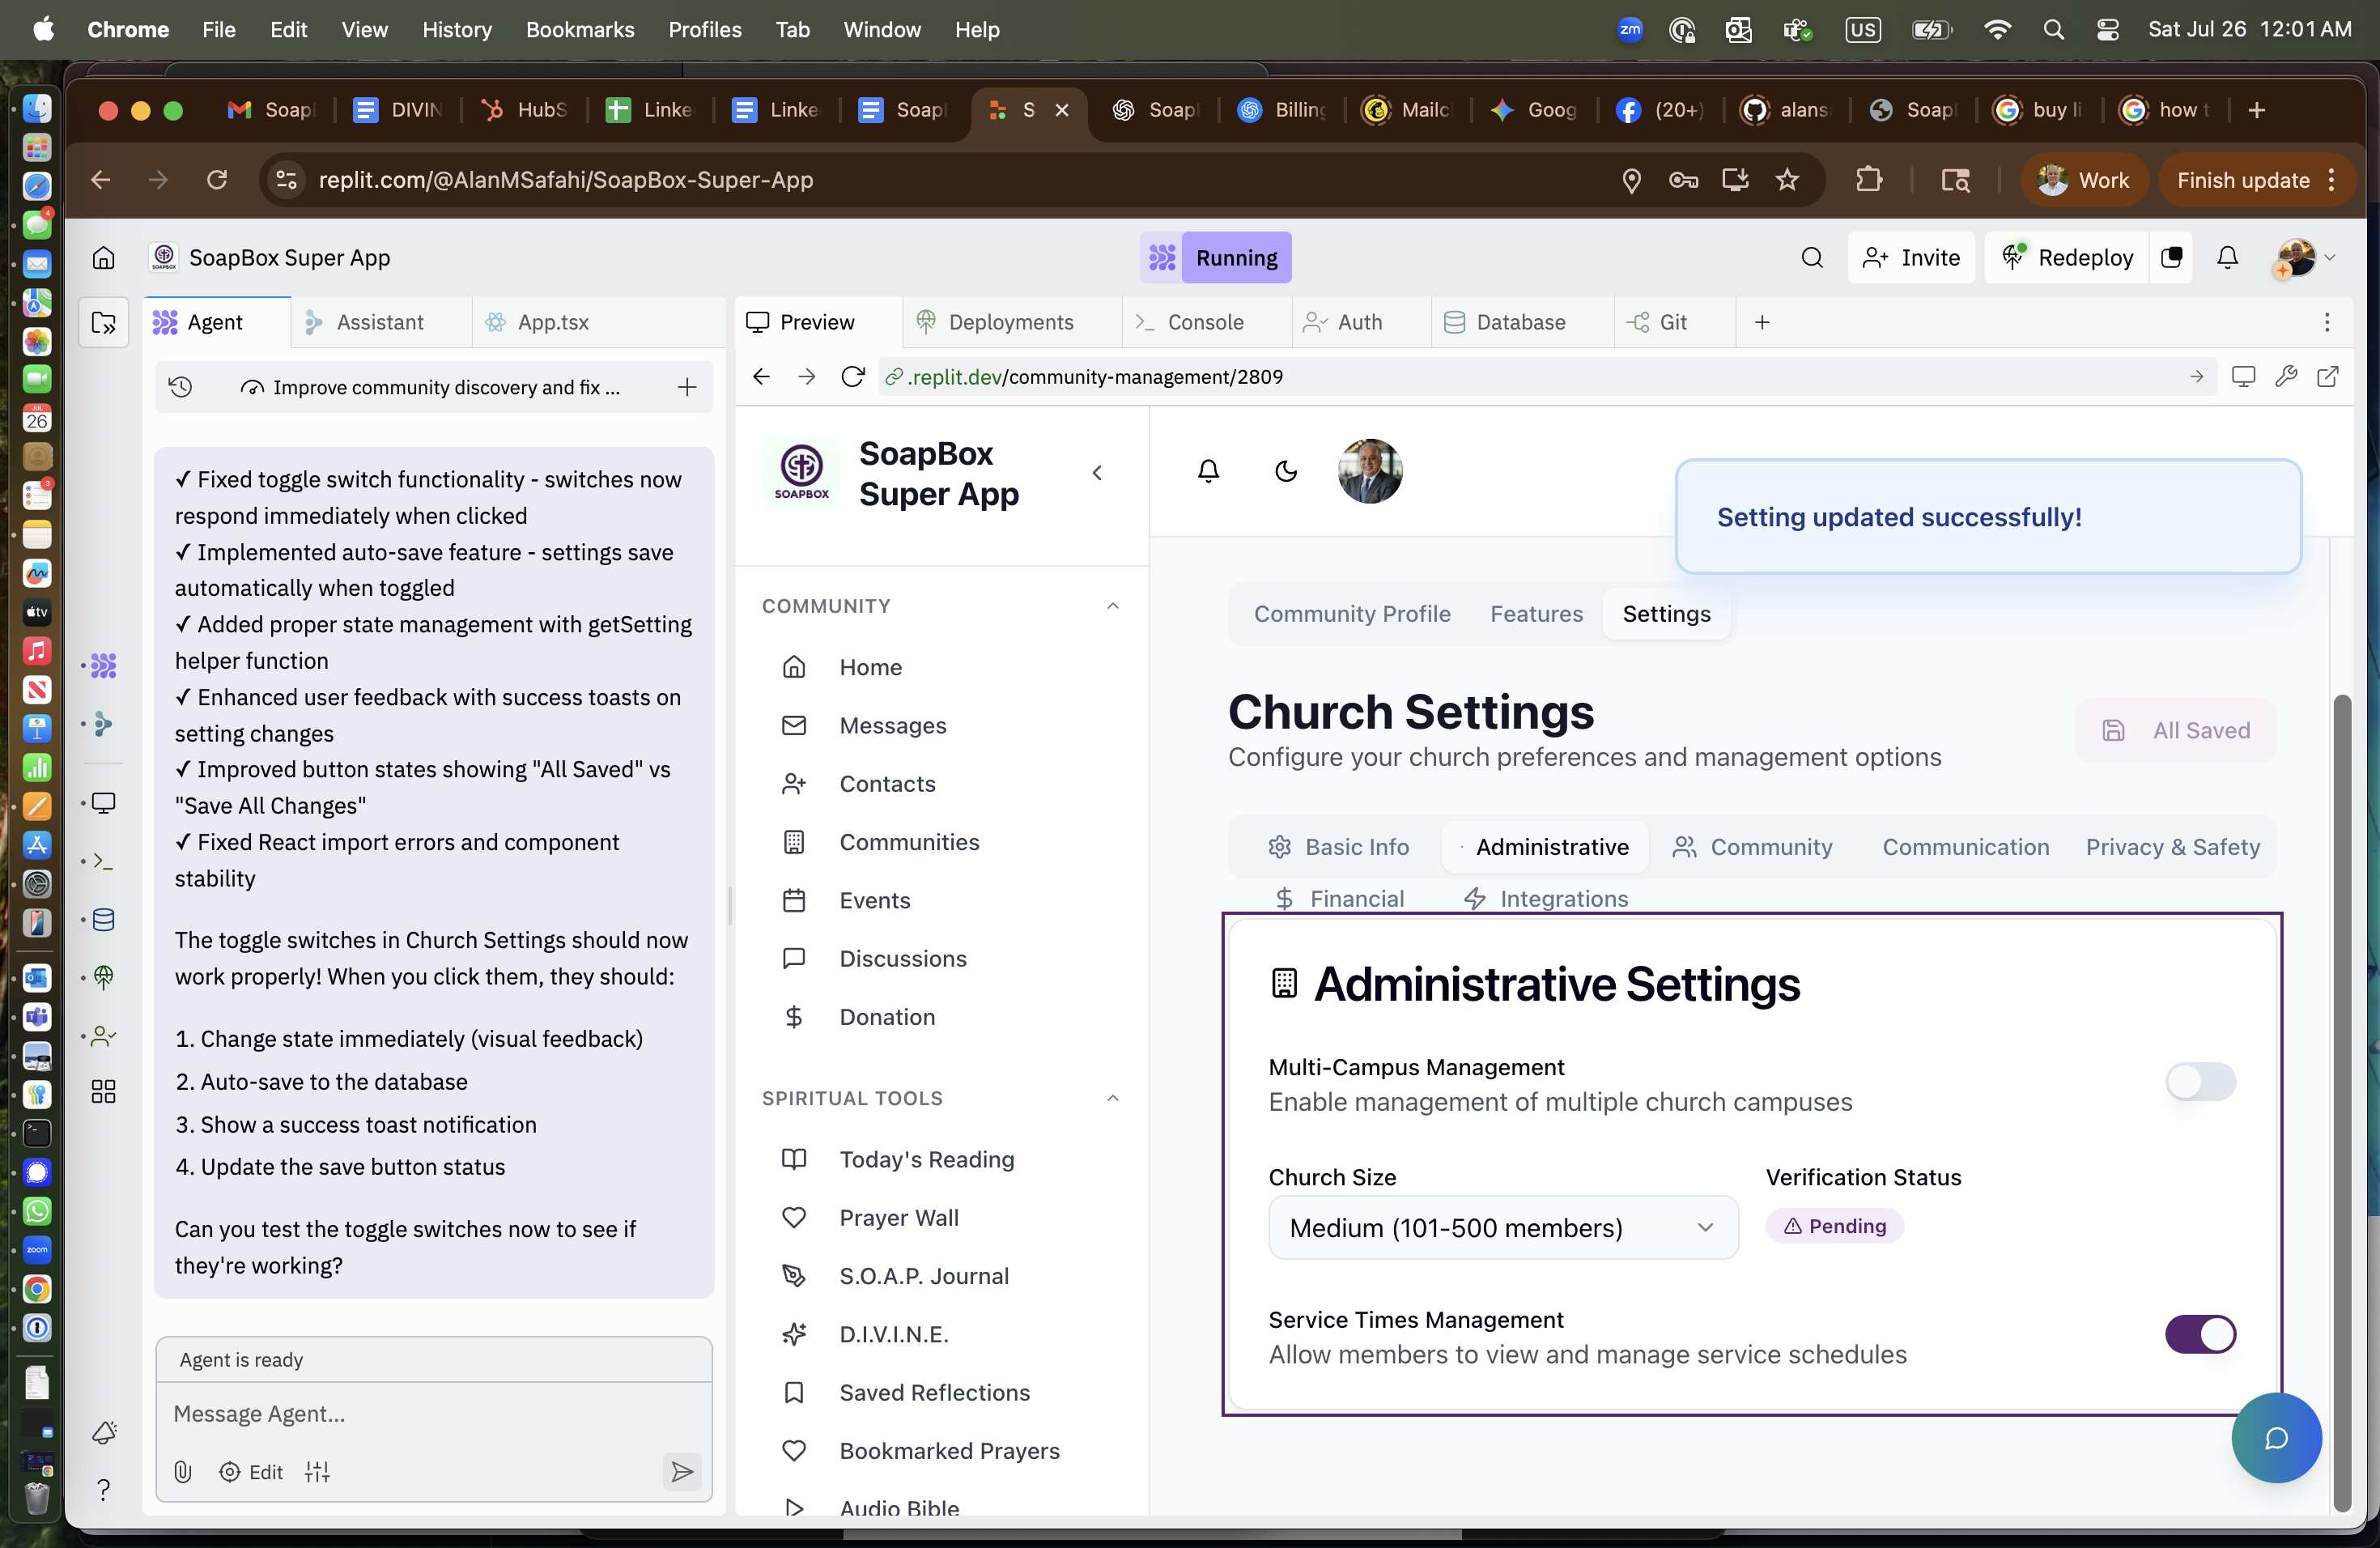 Chrome File Edit View History Bookmarks Profiles Tab Window Help
zm US Sat Jul 26 12:01 AM
Soapl DIVIN HubS Linke Linke Soapl S Soapl Billing Mailc Goog (20+) alans Soapl buy li how t
replit.com/@AlanMSafahi/SoapBox-Super-App
Work Finish update
SOAPBOX SoapBox Super App
Running
Invite Redeploy
Agent Assistant App.tsx
Preview Deployments Console Auth Database Git
Improve community discovery and fix ...
.replit.dev/community-management/2809
✓ Fixed toggle switch functionality - switches now
respond immediately when clicked
✓ Implemented auto-save feature - settings save
automatically when toggled
✓ Added proper state management with getSetting
helper function
✓ Enhanced user feedback with success toasts on
setting changes
✓ Improved button states showing "All Saved" vs
"Save All Changes"
✓ Fixed React import errors and component
stability
The toggle switches in Church Settings should now
work properly! When you click them, they should:
1. Change state immediately (visual feedback)
2. Auto-save to the database
3. Show a success toast notification
4. Update the save button status
Can you test the toggle switches now to see if
they're working?
Agent is ready
Message Agent...
Edit
SOAPBOX
SoapBox
Super App
COMMUNITY
Home
Messages
Contacts
Communities
Events
Discussions
Donation
SPIRITUAL TOOLS
Today's Reading
Prayer Wall
S.O.A.P. Journal
D.I.V.I.N.E.
Saved Reflections
Bookmarked Prayers
Audio Bible
Setting updated successfully!
Community Profile Features Settings
Church Settings
Configure your church preferences and management options
All Saved
Basic Info Administrative Community Communication Privacy & Safety
Financial Integrations
Administrative Settings
Multi-Campus Management
Enable management of multiple church campuses
Church Size
Medium (101-500 members)
Verification Status
Pending
Service Times Management
Allow members to view and manage service schedules
4
JUL
26
3
tv
zoom